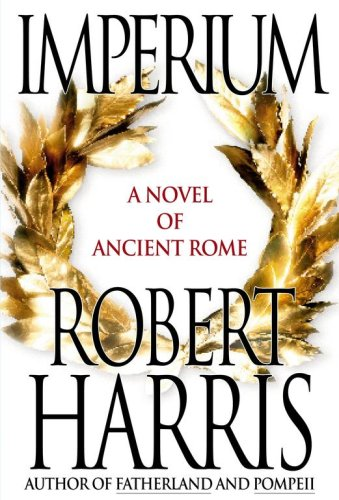 IMPERIUM
A NOVEL
OF
ANCIENT ROME
ROBERT
HARRIS
AUTHOR OF FATHERLAND AND POMPEII